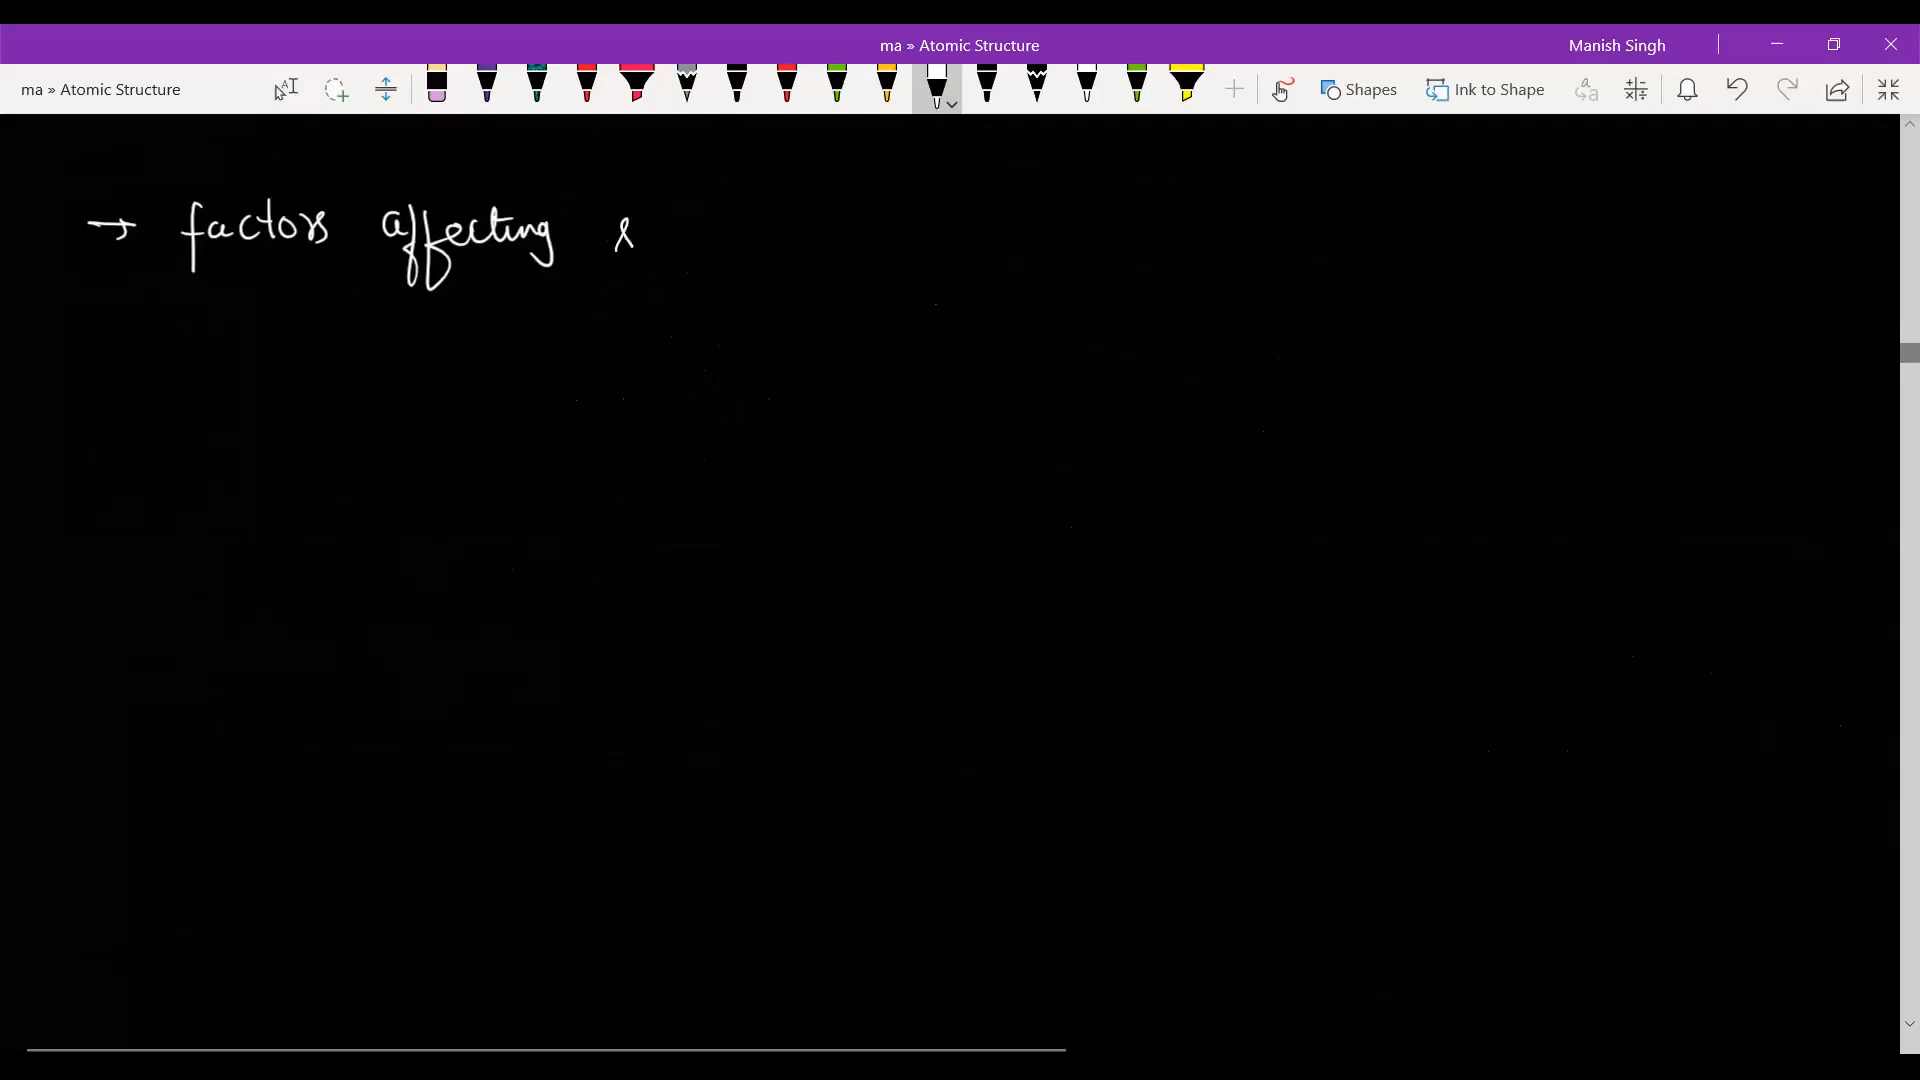 ma » Atomic Structure
Manish Singh
ma » Atomic Structure
Shapes
Ink to Shape
→ factors affecting